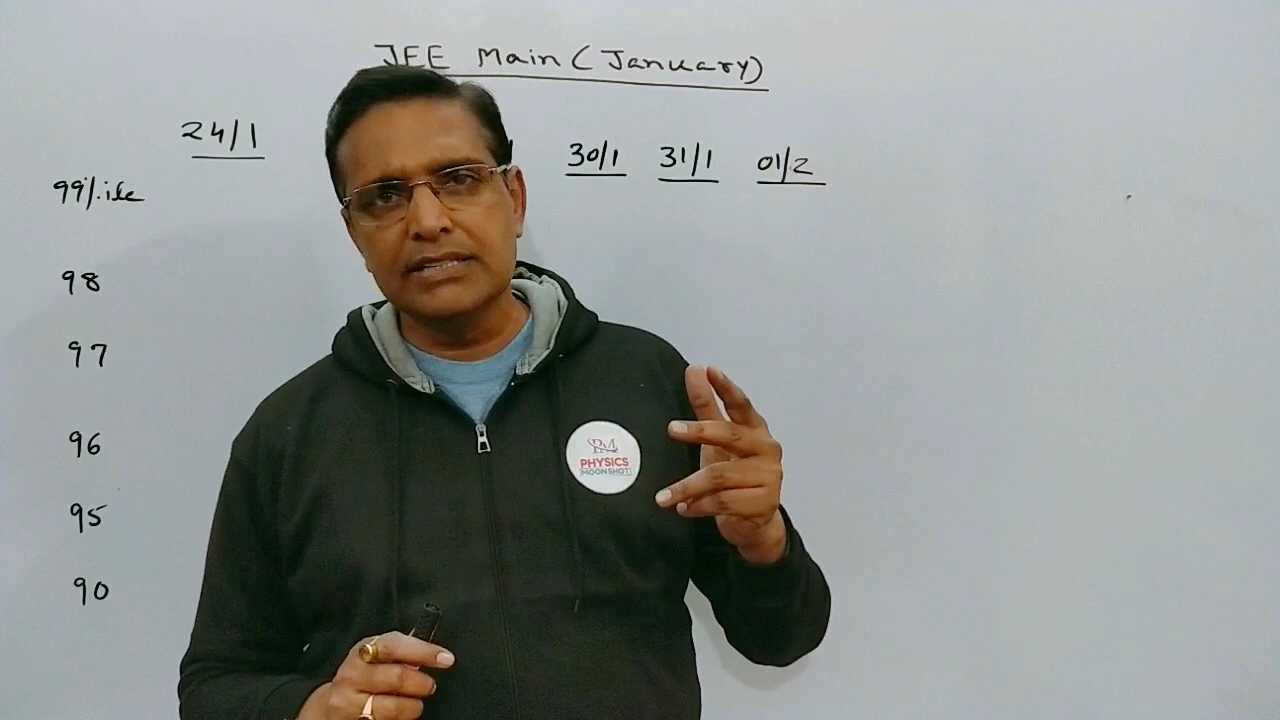 JEE Main (January)
24/1 30/1 31/1 01/2
99%ile
98
97
96
95
90
PHYSICS
MOONSHOT